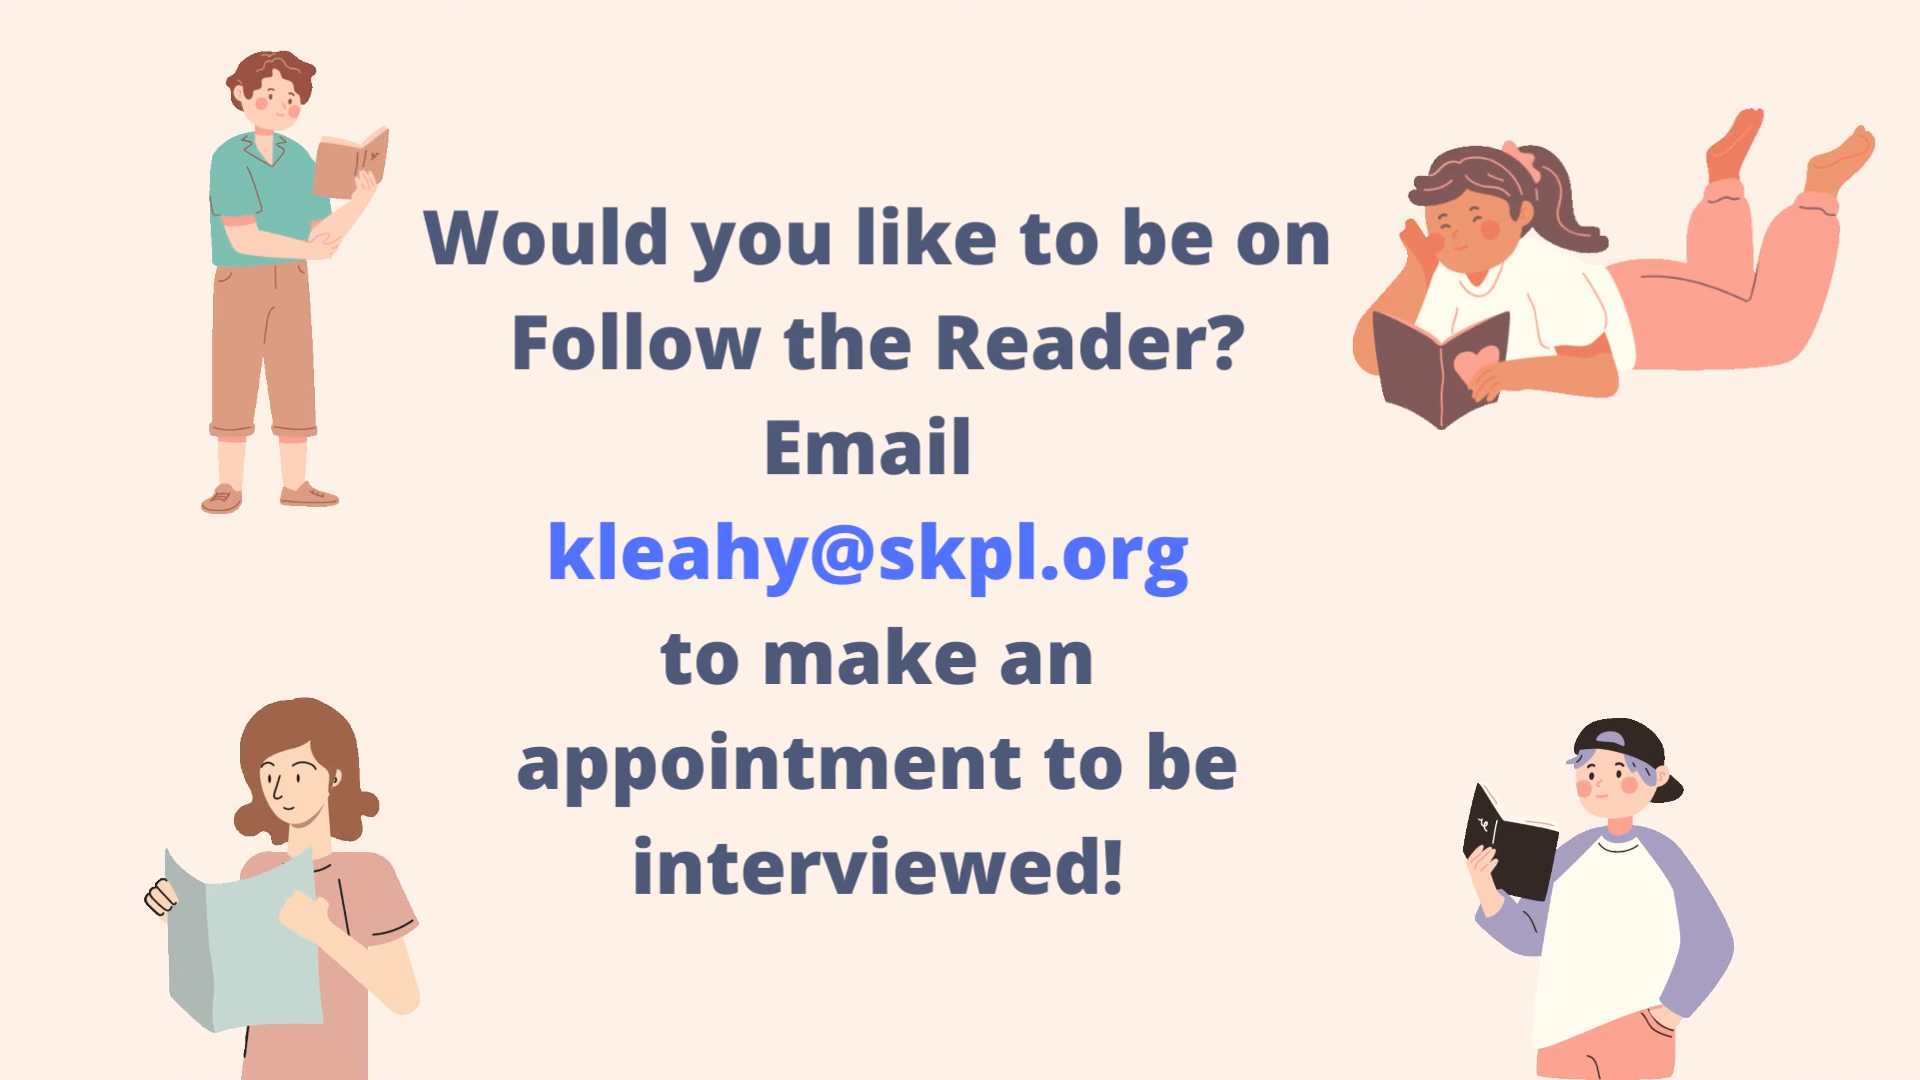 Would you like to be on
Follow the Reader?
Email
kleahy@skpl.org
to make an
appointment to be
interviewed!